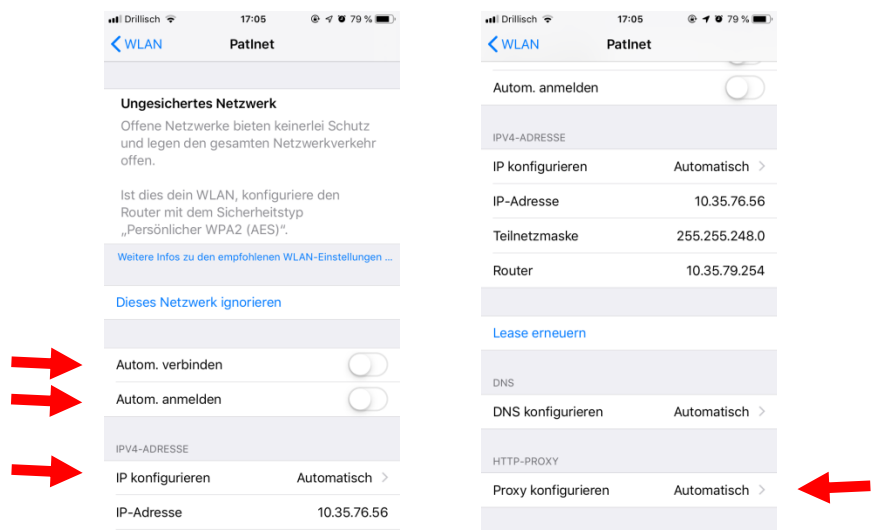 Drillisch 17:05 79 %
WLAN PatInet
Ungesichertes Netzwerk
Offene Netzwerke bieten keinerlei Schutz
und legen den gesamten Netzwerkverkehr
offen.
Ist dies dein WLAN, konfiguriere den
Router mit dem Sicherheitstyp
„Persönlicher WPA2 (AES)“.
Weitere Infos zu den empfohlenen WLAN-Einstellungen ...
Dieses Netzwerk ignorieren
Autom. verbinden
Autom. anmelden
IPV4-ADRESSE
IP konfigurieren Automatisch
IP-Adresse 10.35.76.56
Drillisch 17:05 79 %
WLAN PatInet
Autom. anmelden
IPV4-ADRESSE
IP konfigurieren Automatisch
IP-Adresse 10.35.76.56
Teilnetzmaske 255.255.248.0
Router 10.35.79.254
Lease erneuern
DNS
DNS konfigurieren Automatisch
HTTP-PROXY
Proxy konfigurieren Automatisch